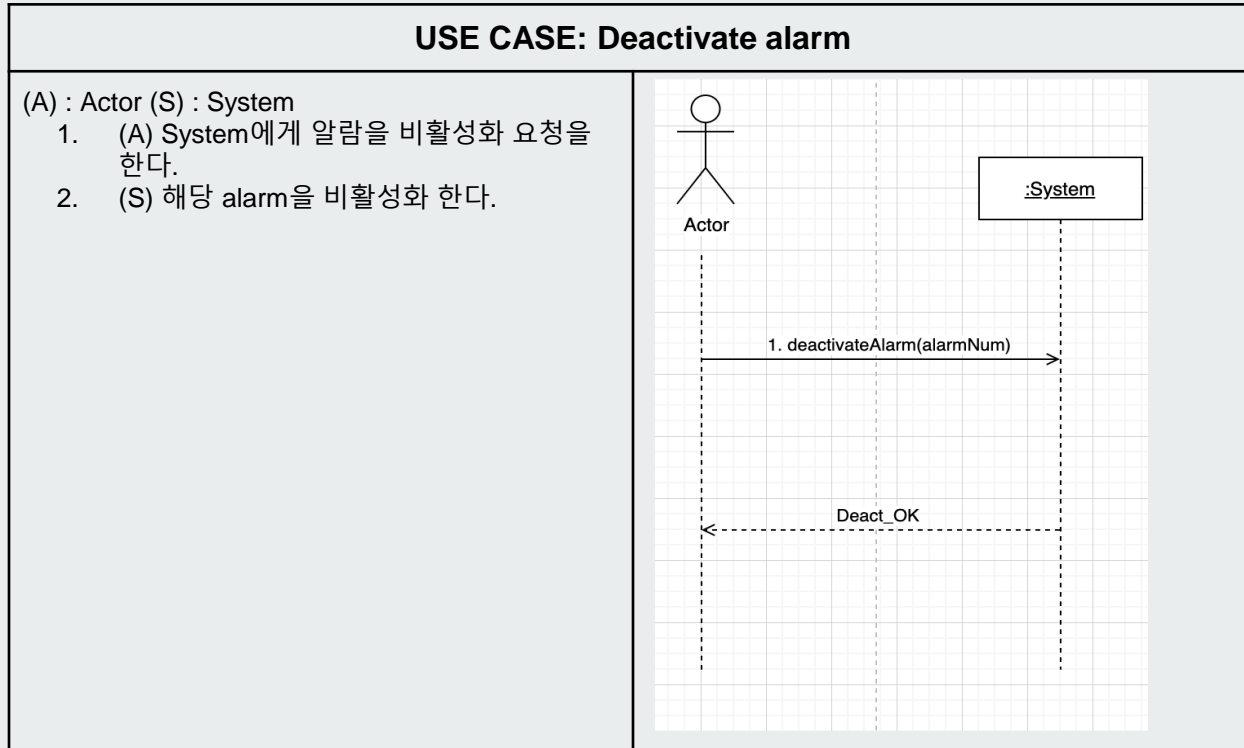 USE CASE: Deactivate alarm
(A) : Actor (S) : System
1. (A) System에게 알람을 비활성화 요청을
한다.
2. (S) 해당 alarm을 비활성화 한다.
Actor
:System
1. deactivateAlarm(alarmNum)
Deact_OK